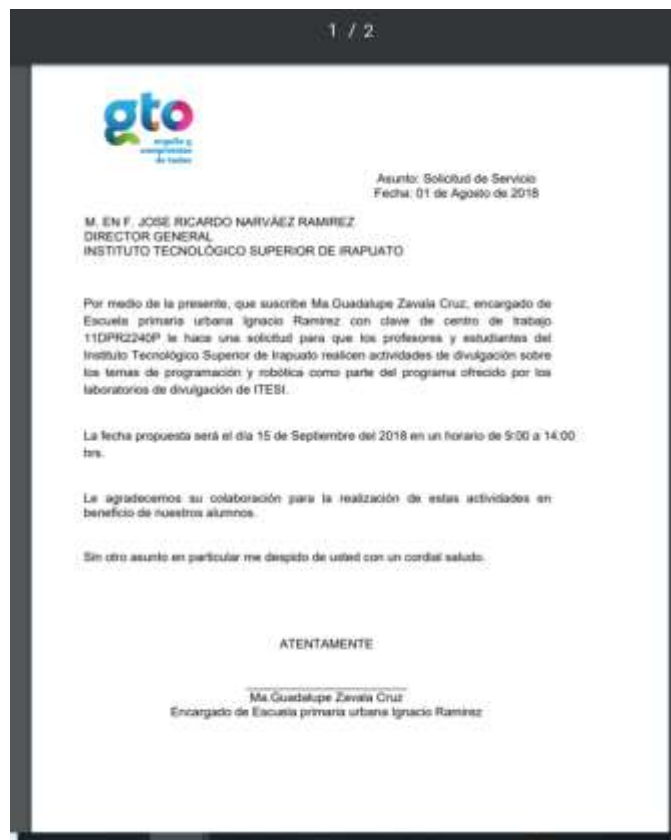 1 / 2
gto
orgullo y
compromiso
de todos
Asunto: Solicitud de Servicio
Fecha: 01 de Agosto de 2018
M. EN F. JOSE RICARDO NARVÁEZ RAMIREZ
DIRECTOR GENERAL
INSTITUTO TECNOLÓGICO SUPERIOR DE IRAPUATO
Por medio de la presente, que suscribe Ma.Guadalupe Zavala Cruz, encargado de
Escuela primaria urbana Ignacio Ramirez con clave de centro de trabajo
11DPR2240P le hace una solicitud para que los profesores y estudiantes del
Instituto Tecnológico Superior de Irapuato realicen actividades de divulgación sobre
los temas de programación y robótica como parte del programa ofrecido por los
laboratorios de divulgación de ITESI.
La fecha propuesta será el día 15 de Septiembre del 2018 en un horario de 9:00 a 14:00
hrs.
Le agradecemos su colaboración para la realización de estas actividades en
beneficio de nuestros alumnos.
Sin otro asunto en particular me despido de usted con un cordial saludo.
ATENTAMENTE
Ma.Guadalupe Zavala Cruz
Encargado de Escuela primaria urbana Ignacio Ramirez